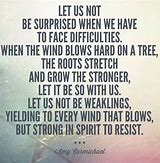 LET US NOT
BE SURPRISED WHEN WE HAVE
TO FACE DIFFICULTIES.
WHEN THE WIND BLOWS HARD ON A TREE,
THE ROOTS STRETCH
AND GROW THE STRONGER,
LET IT BE SO WITH US.
LET US NOT BE WEAKLINGS,
YIELDING TO EVERY WIND THAT BLOWS,
BUT STRONG IN SPIRIT TO RESIST.
Amy Carmichael